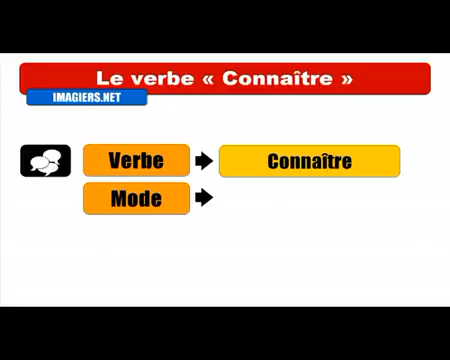 Le verbe « Connaître »
IMAGIERS.NET
Verbe
Connaître
Mode